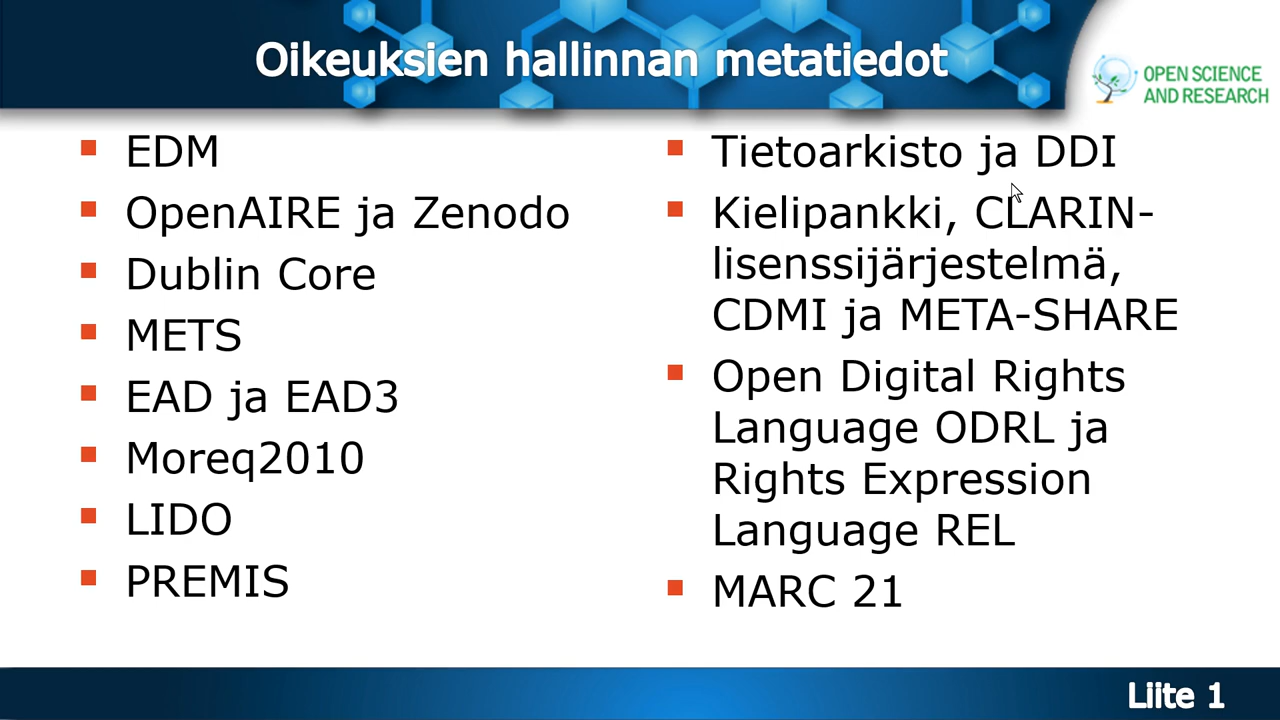 Oikeuksien hallinnan metatiedot
OPEN SCIENCE
AND RESEARCH
EDM
OpenAIRE ja Zenodo
Dublin Core
METS
EAD ja EAD3
Moreq2010
LIDO
PREMIS
Tietoarkisto ja DDI
Kielipankki, CLARIN-
lisenssijärjestelmä,
CDMI ja META-SHARE
Open Digital Rights
Language ODRL ja
Rights Expression
Language REL
MARC 21
Liite 1